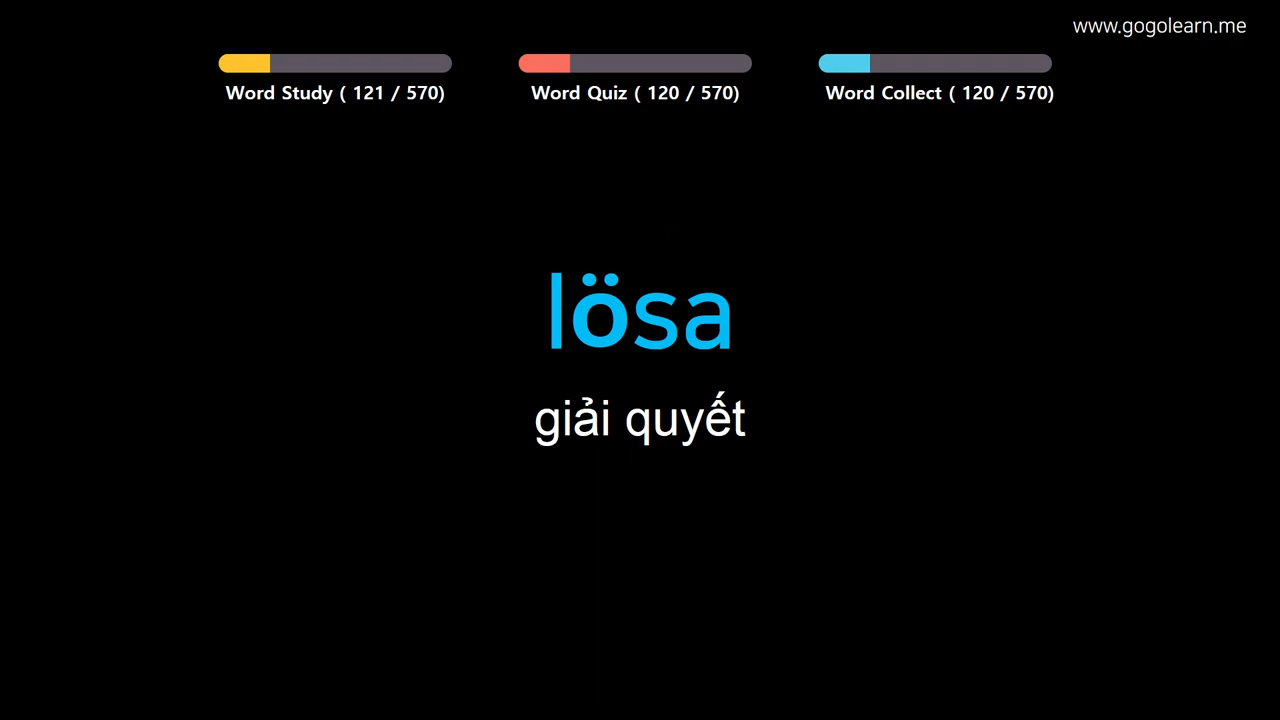 www.gogolearn.me
Word Study ( 121 / 570)
Word Quiz ( 120 / 570)
Word Collect ( 120 / 570)
lösa
giải quyết